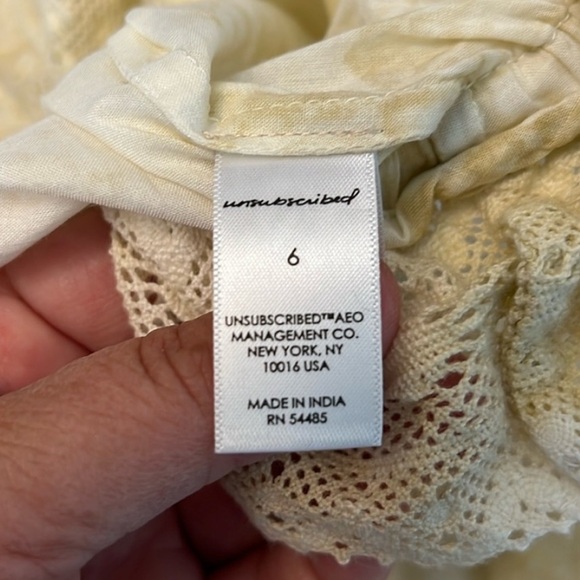 unsubscribed
6
UNSUBSCRIBED™AEO
MANAGEMENT CO.
NEW YORK, NY
10016 USA
MADE IN INDIA
RN 54485